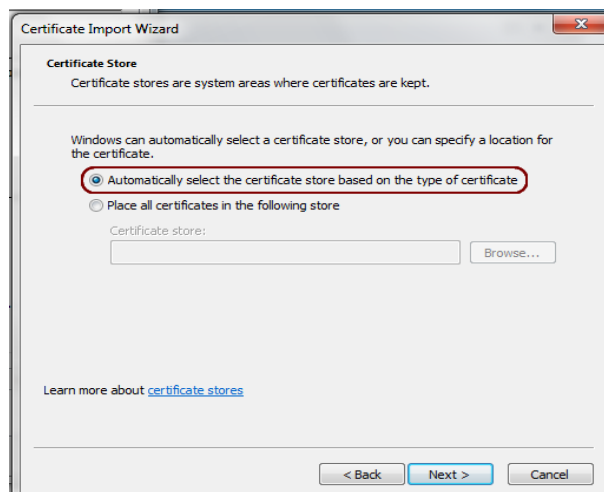 Certificate Import Wizard
Certificate Store
Certificate stores are system areas where certificates are kept.
Windows can automatically select a certificate store, or you can specify a location for
the certificate.
Automatically select the certificate store based on the type of certificate
Place all certificates in the following store
Certificate store:
Browse...
Learn more about certificate stores
< Back Next > Cancel